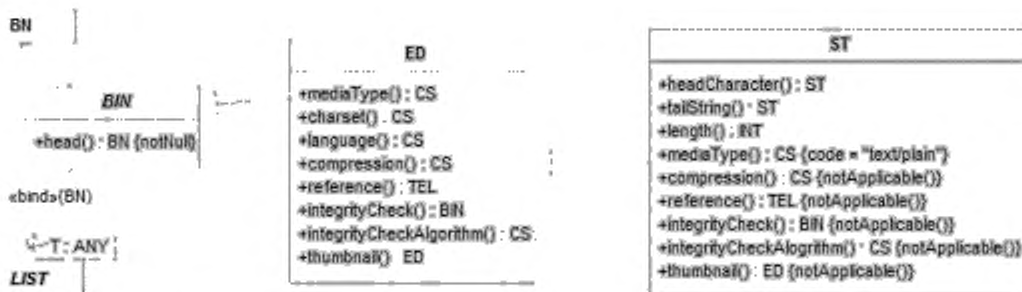 BN
BIN
+head() : BN {notNull}
«bind»(BN)
T : ANY
LIST
ED
+mediaType() : CS
+charset() : CS
+language() : CS
+compression() : CS
+reference() : TEL
+integrityCheck() : BIN
+integrityCheckAlgorithm() : CS
+thumbnail() : ED
ST
+headCharacter() : ST
+tailString() : ST
+length() : INT
+mediaType() : CS {code = "text/plain"}
+compression() : CS {notApplicable()}
+reference() : TEL {notApplicable()}
+integrityCheck() : BIN {notApplicable()}
+integrityCheckAlogrithm() : CS {notApplicable()}
+thumbnail() : ED {notApplicable()}